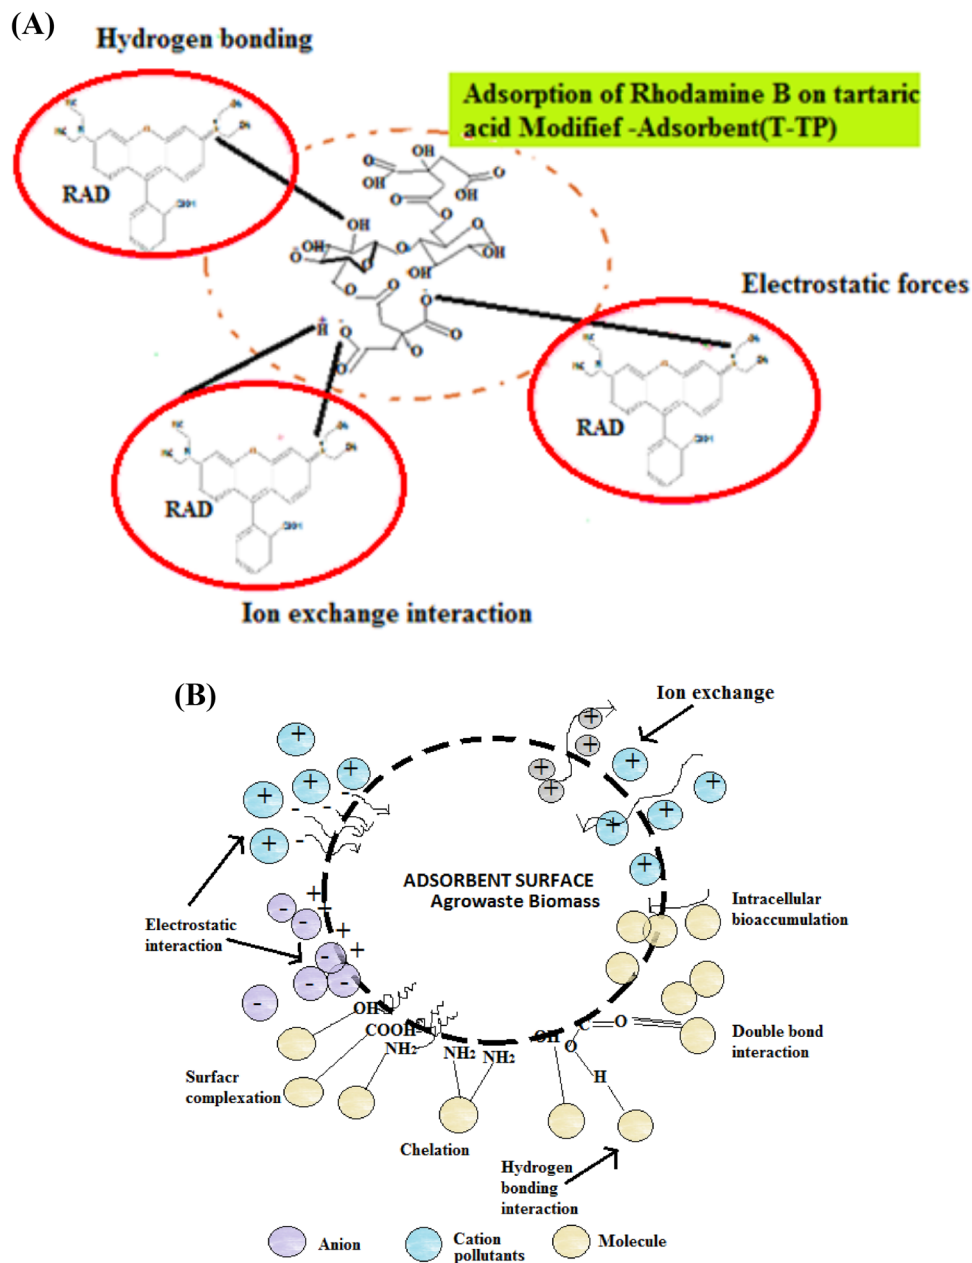 (A)
Hydrogen bonding
Adsorption of Rhodamine B on tartaric
acid Modifief -Adsorbent(T-TP)
RAD
OH
O
OH
O
OH
O
O
O
OH
OH
O
O
O
OH
OH
O
O
O
O
O
O
O
H
Electrostatic forces
RAD
RAD
Ion exchange interaction
(B)
Ion exchange
ADSORBENT SURFACE
Agrowaste Biomass
Electrostatic
interaction
Intracellular
bioaccumulation
OH
COOH
NH2
NH2
NH2
OH
C
O
O
H
Double bond
interaction
Surfacr
complexation
Chelation
Hydrogen
bonding
interaction
Anion
Cation
pollutants
Molecule